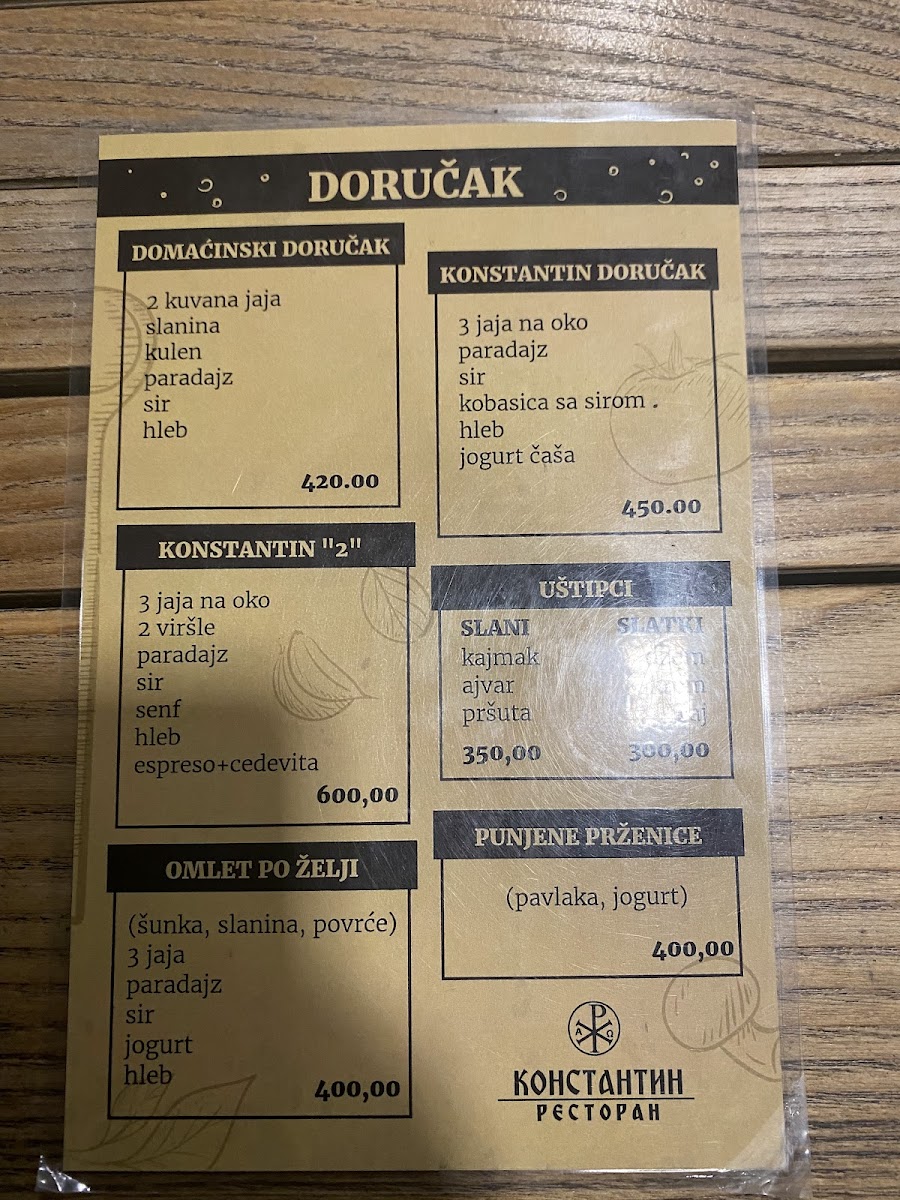 DORUČAK
DOMAĆINSKI DORUČAK
2 kuvana jaja
slanina
kulen
paradajz
sir
hleb
420.00
KONSTANTIN DORUČAK
3 jaja na oko
paradajz
sir
kobasica sa sirom .
hleb
jogurt čaša
450.00
KONSTANTIN "2"
3 jaja na oko
2 viršle
paradajz
sir
senf
hleb
espreso+cedevita
600,00
UŠTIPCI
SLANI
kajmak
ajvar
pršuta
350,00
SLATKI
džem
300,00
OMLET PO ŽELJI
(šunka, slanina, povrće)
3 jaja
paradajz
sir
jogurt
hleb
400,00
PUNJENE PRŽENICE
(pavlaka, jogurt)
400,00
Α Ρ Ω
КОНСТАНТИН
РЕСТОРАН